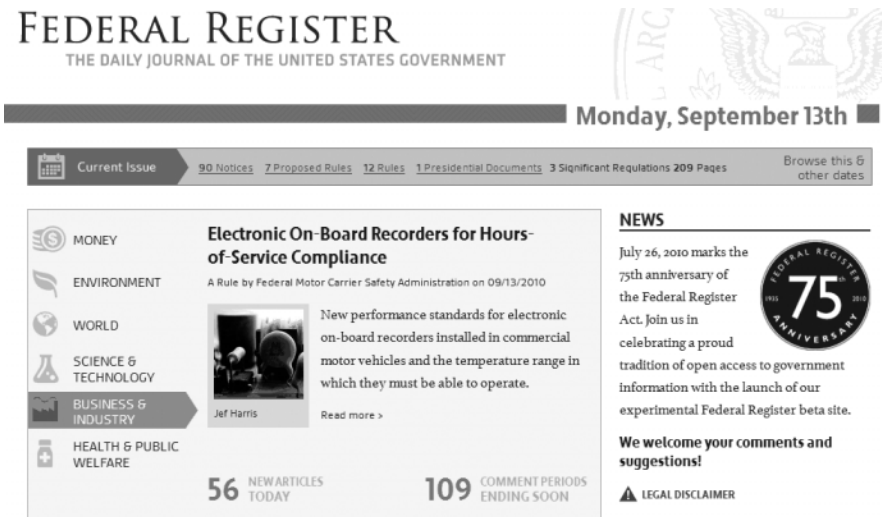 FEDERAL REGISTER
THE DAILY JOURNAL OF THE UNITED STATES GOVERNMENT
ARC
Monday, September 13th
Current Issue
90 Notices 7 Proposed Rules 12 Rules 1 Presidential Documents 3 Significant Regulations 209 Pages
Browse this &
other dates
MONEY
ENVIRONMENT
WORLD
SCIENCE &
TECHNOLOGY
BUSINESS &
INDUSTRY
HEALTH & PUBLIC
WELFARE
Electronic On-Board Recorders for Hours-
of-Service Compliance
A Rule by Federal Motor Carrier Safety Administration on 09/13/2010
Jef Harris
New performance standards for electronic
on-board recorders installed in commercial
motor vehicles and the temperature range in
which they must be able to operate.
Read more >
56 NEW ARTICLES
TODAY
109 COMMENT PERIODS
ENDING SOON
NEWS
July 26, 2010 marks the
75th anniversary of
the Federal Register
Act. Join us in
celebrating a proud
tradition of open access to government
information with the launch of our
experimental Federal Register beta site.
FEDERAL REGISTER
1935 75th 2010
ANNIVERSARY
We welcome your comments and
suggestions!
LEGAL DISCLAIMER